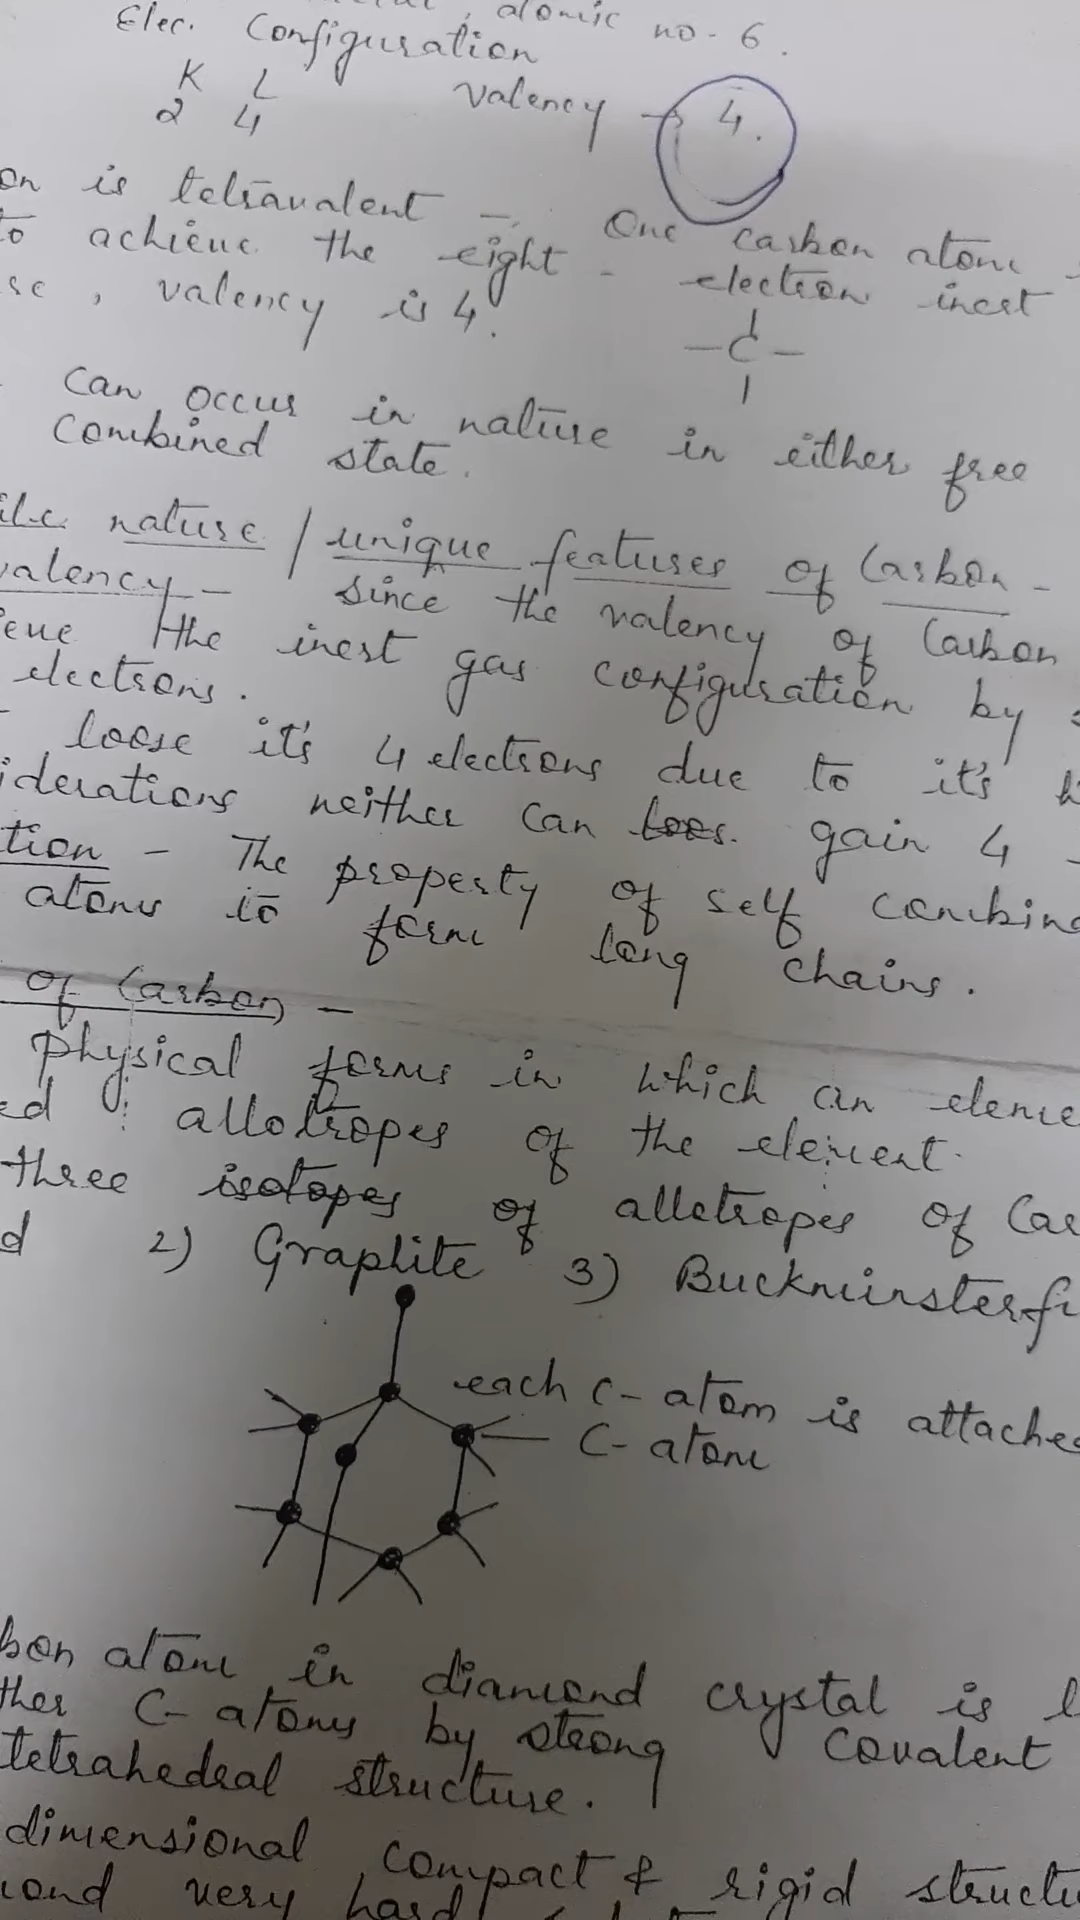 atomic no- 6.
Elec. Configuration
K L
2 4
valency → 4.
on is tetravalent - One carbon atom
to achieve the eight - electron inert
se, valency is 4.
-C-
can occur in nature in either free
combined state.
nature / unique features of Carbon -
valency - since the valency of Carbon
the inert gas configuration by
electrons.
loose it's 4 electrons due to it's
iderations neither can loos. gain 4
tion - The property of self combin
atoms to form long chains.
of Carbon -
physical forms in which an eleme
ed allotropes of the element.
three isotopes of allotropes of Ca
d 2) Graphite 3) Buckminsterfu
each C-atom is attache
C-atom
bon atom in diamond crystal is
ther C-atoms by strong covalent
tetrahedral structure.
dimensional compact & rigid structu
mond very hard